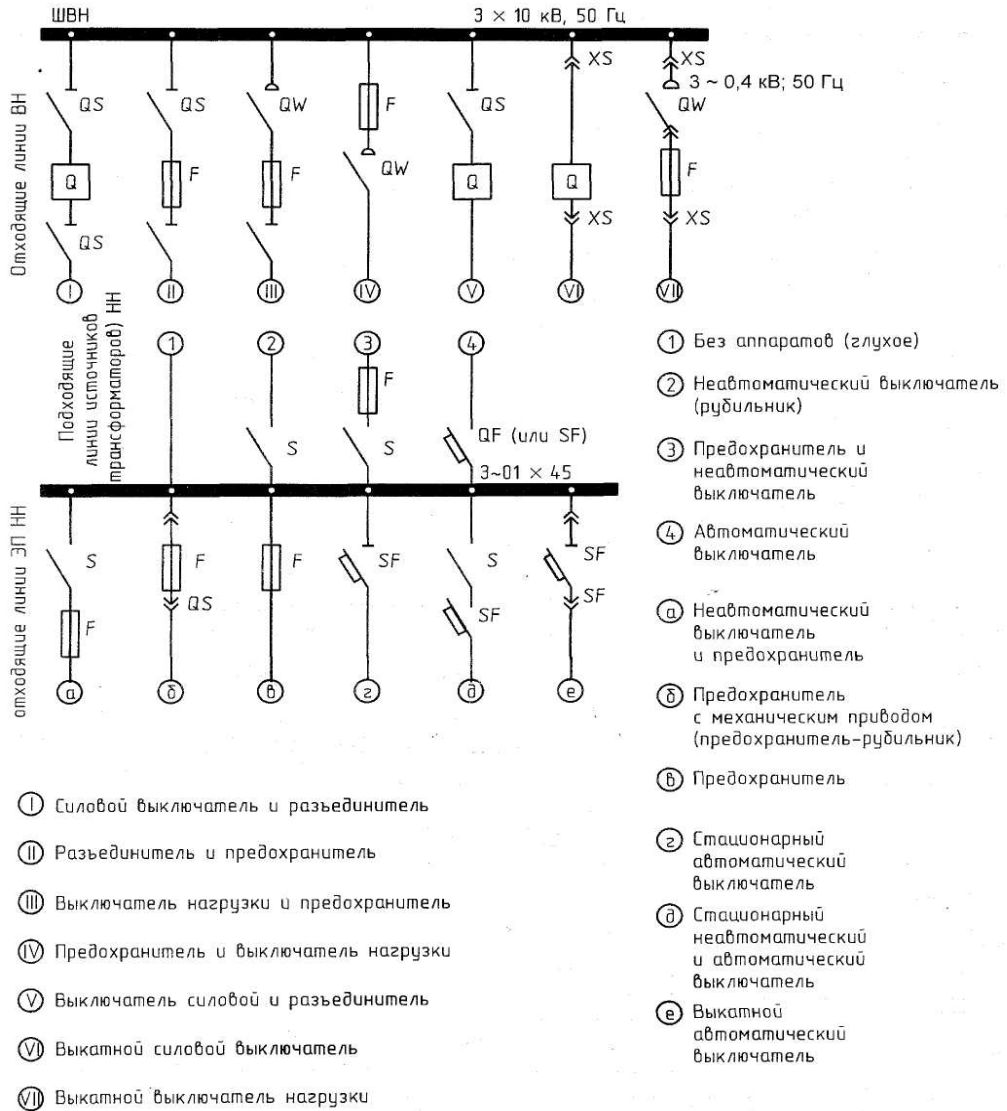 ШВН
3 × 10 кВ, 50 Гц
XS
XS
3 ~ 0,4 кВ; 50 Гц
QS
QS
QW
F
QS
QW
Отходящие линии ВН
Q
F
F
QW
Q
Q
F
QS
XS
XS
I
II
III
IV
V
VI
VII
Подходящие
линии источников
(трансформаторов) НН
1
2
3
4
F
S
S
QF (или SF)
3~01 × 45
отходящие линии ЭП НН
S
F
F
SF
S
SF
QS
F
SF
SF
а
б
в
г
д
е
1 Без аппаратов (глухое)
2 Неавтоматический выключатель
(рубильник)
3 Предохранитель и
неавтоматический
выключатель
4 Автоматический
выключатель
а Неавтоматический
выключатель
и предохранитель
б Предохранитель
с механическим приводом
(предохранитель-рубильник)
в Предохранитель
г Стационарный
автоматический
выключатель
д Стационарный
неавтоматический
и автоматический
выключатель
е Выкатной
автоматический
выключатель
I Силовой выключатель и разъединитель
II Разъединитель и предохранитель
III Выключатель нагрузки и предохранитель
IV Предохранитель и выключатель нагрузки
V Выключатель силовой и разъединитель
VI Выкатной силовой выключатель
VII Выкатной выключатель нагрузки